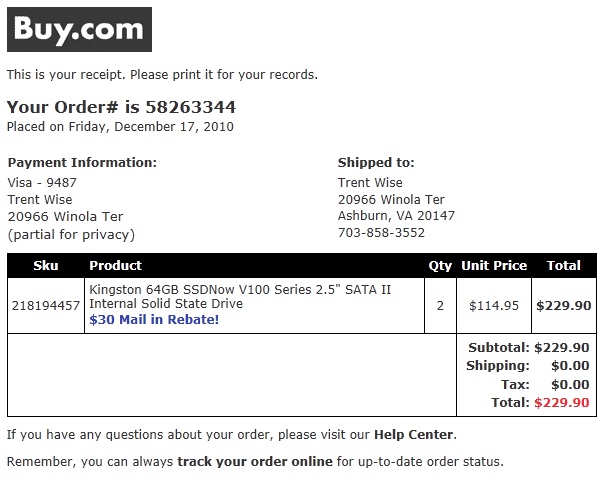 Buy.com
This is your receipt. Please print it for your records.
Your Order# is 58263344
Placed on Friday, December 17, 2010
Payment Information:
Visa - 9487
Trent Wise
20966 Winola Ter
(partial for privacy)
Shipped to:
Trent Wise
20966 Winola Ter
Ashburn, VA 20147
703-858-3552
Sku Product Qty Unit Price Total
218194457 Kingston 64GB SSDNow V100 Series 2.5" SATA II 2 $114.95 $229.90
Internal Solid State Drive
$30 Mail in Rebate!
Subtotal: $229.90
Shipping: $0.00
Tax: $0.00
Total: $229.90
If you have any questions about your order, please visit our Help Center.
Remember, you can always track your order online for up-to-date order status.